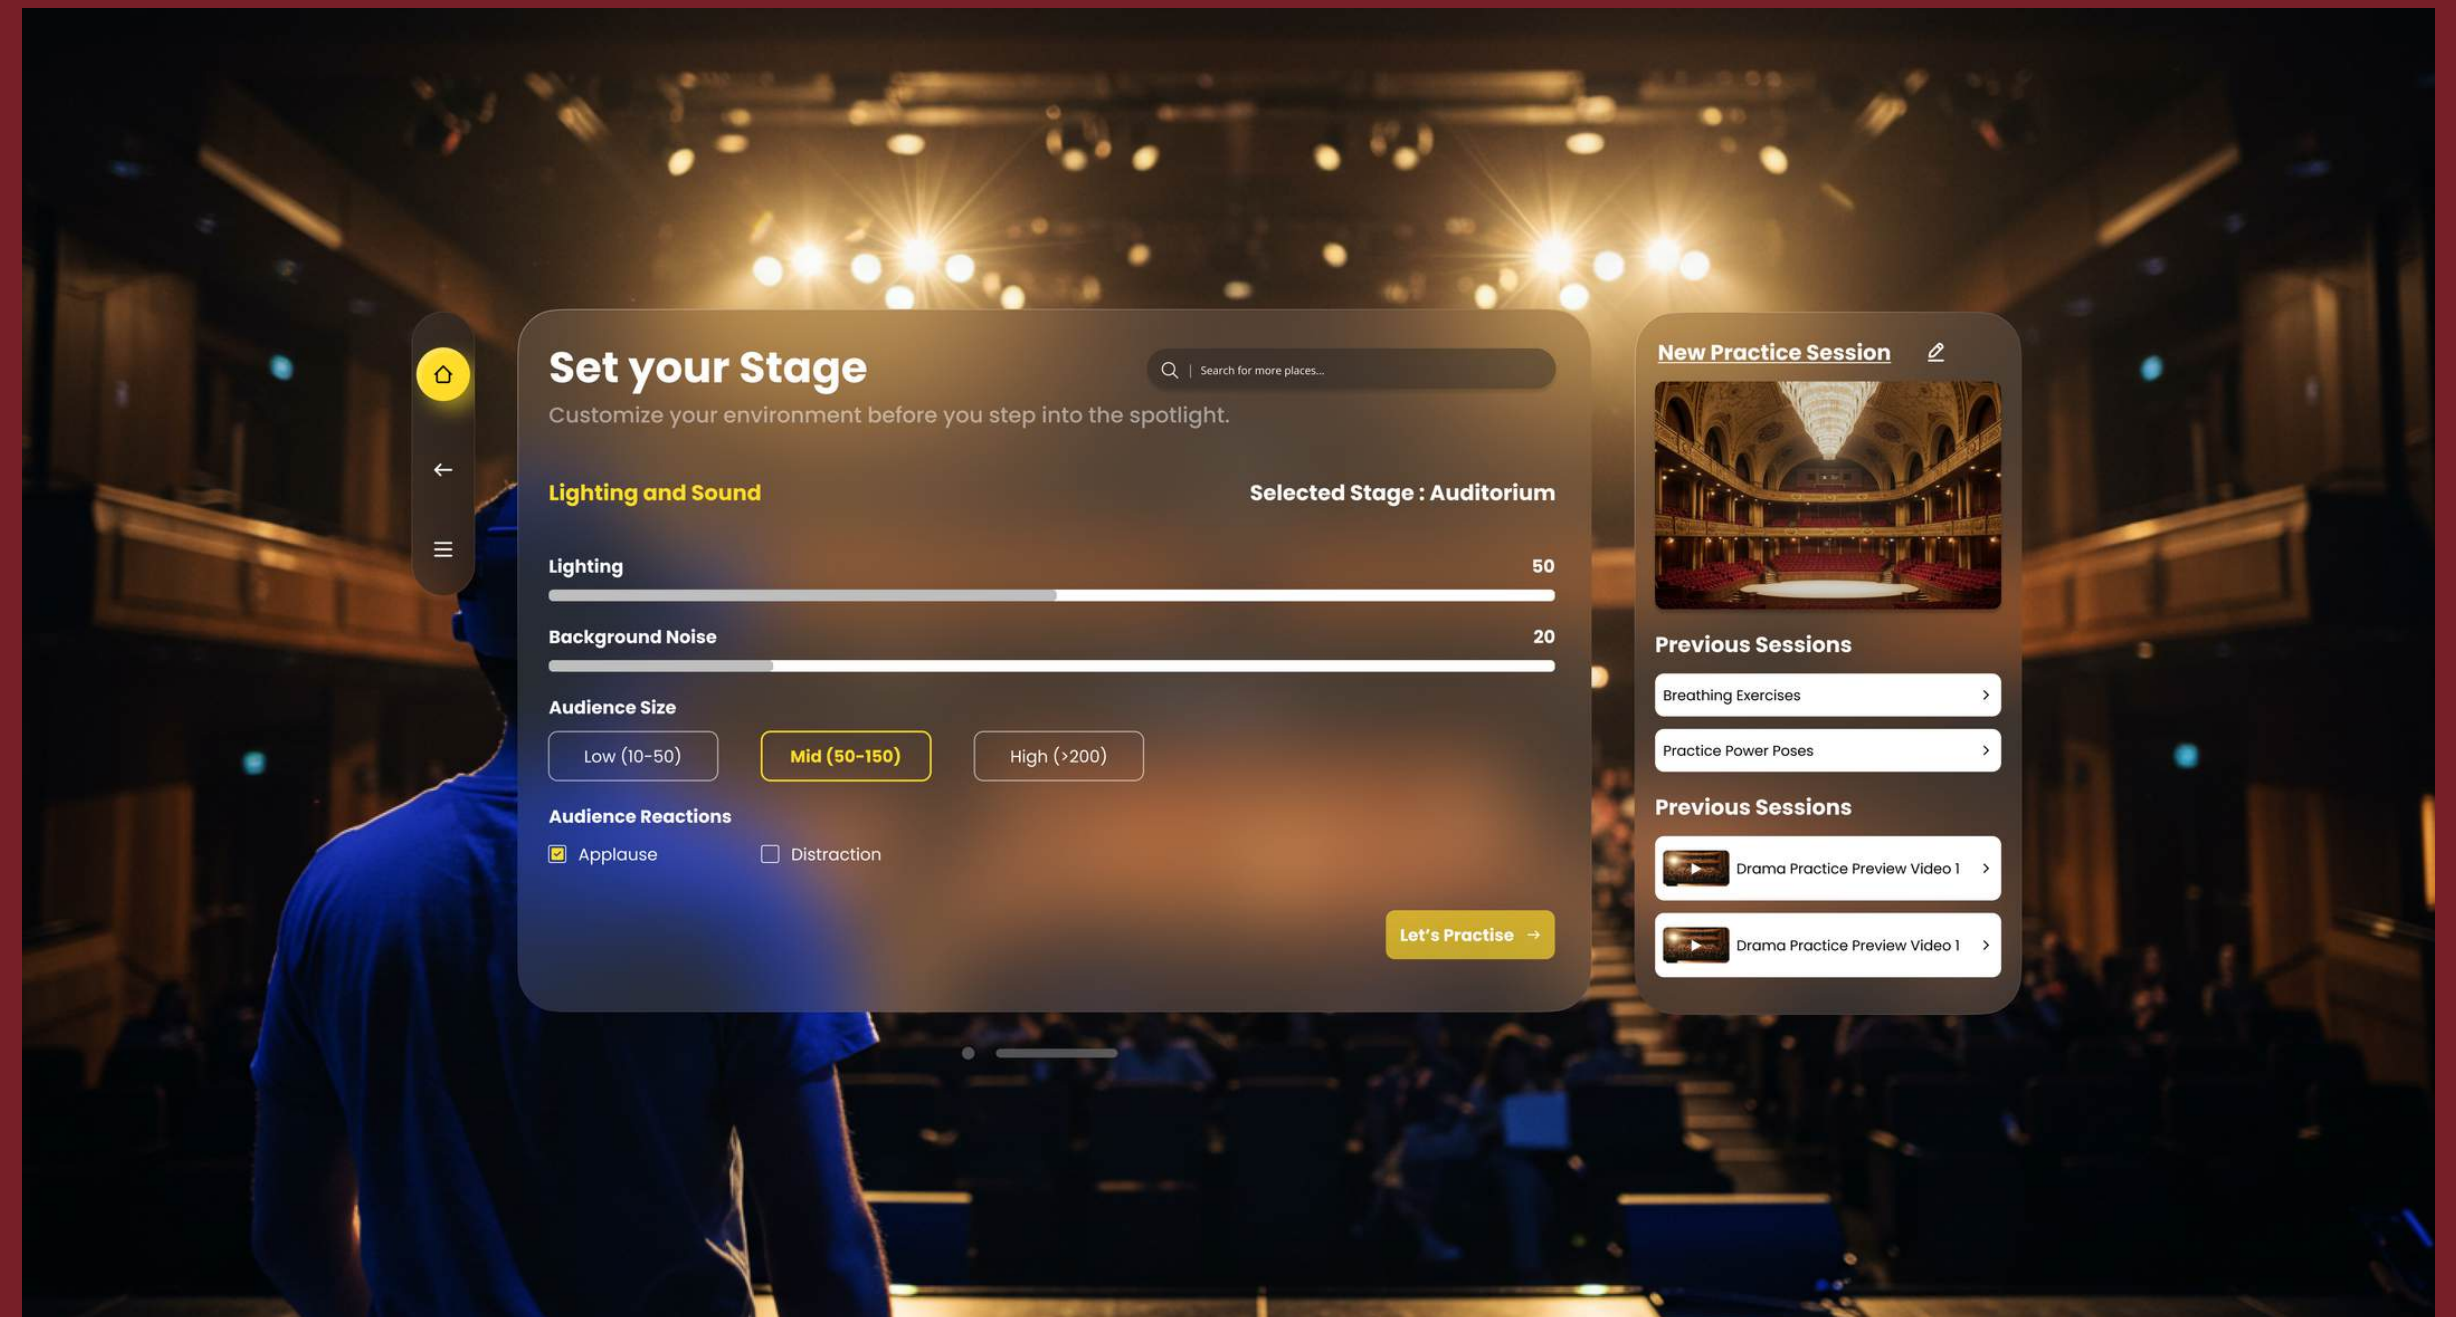 Set your Stage
Search for more places...
Customize your environment before you step into the spotlight.
Lighting and Sound
Selected Stage : Auditorium
Lighting
50
Background Noise
20
Audience Size
Low (10-50)
Mid (50-150)
High (>200)
Audience Reactions
Applause
Distraction
Let's Practise
New Practice Session
Previous Sessions
Breathing Exercises
Practice Power Poses
Previous Sessions
Drama Practice Preview Video 1
Drama Practice Preview Video 1